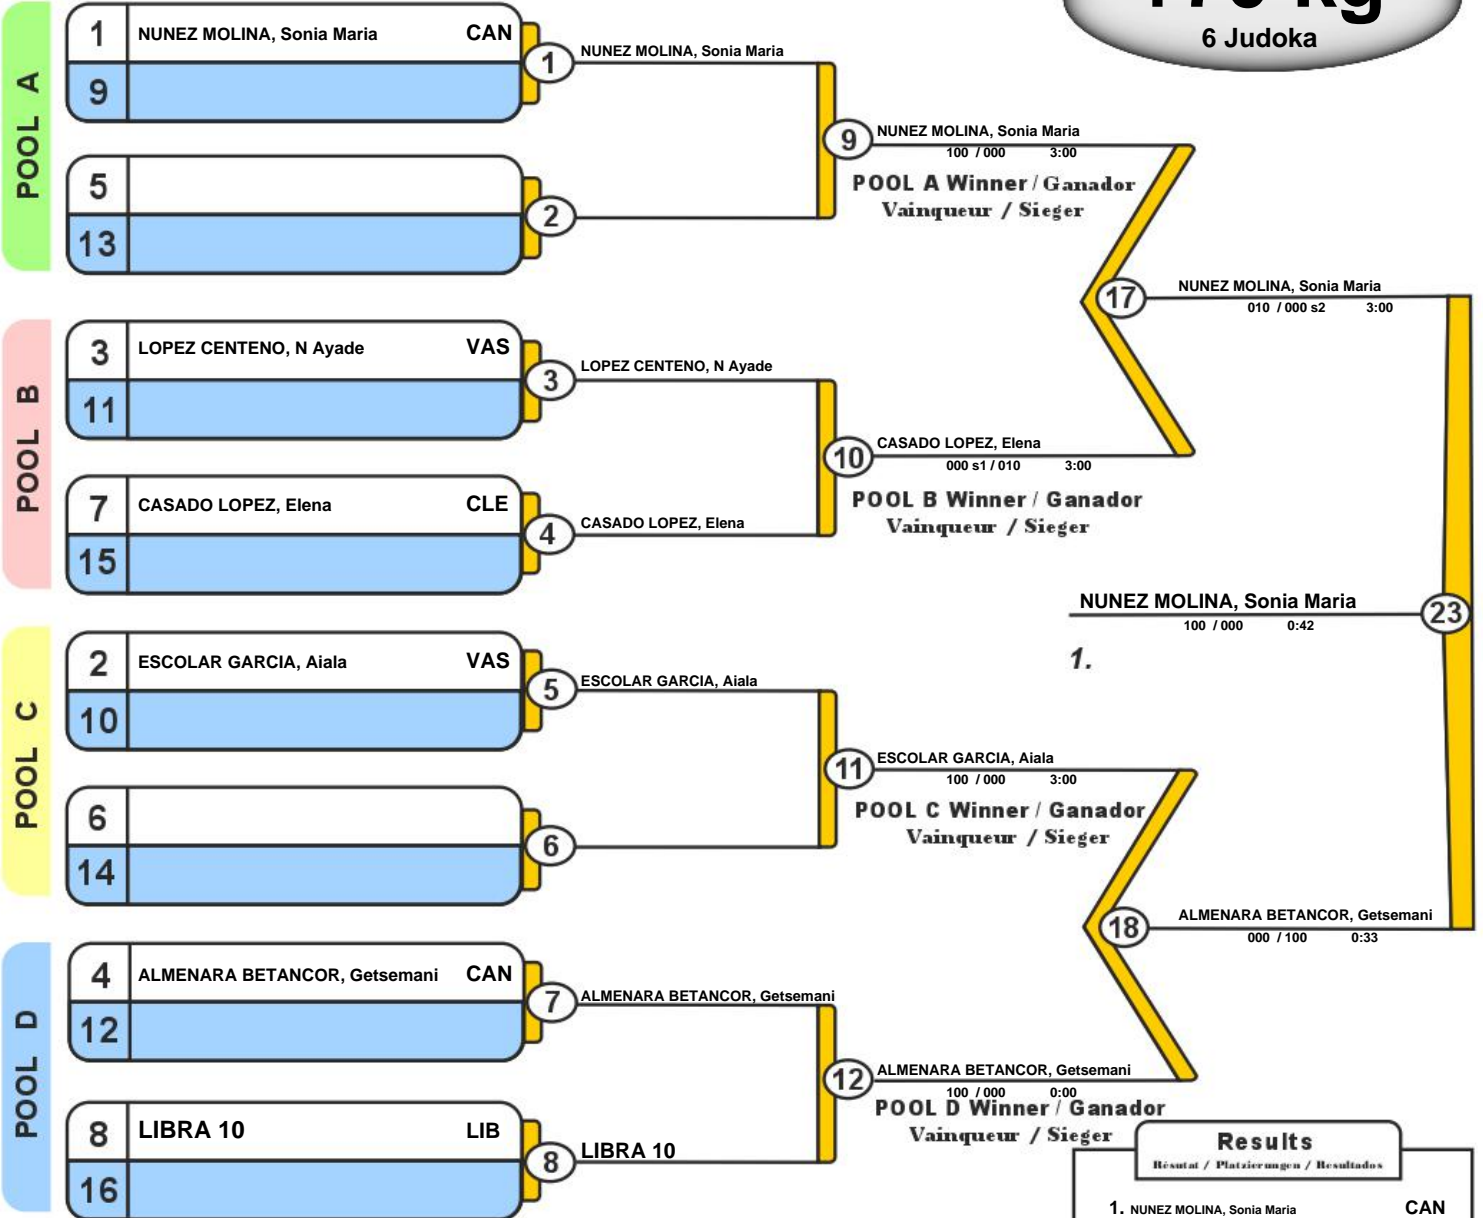 +70 kg
6 Judoka
POOL A
1 NUNEZ MOLINA, Sonia Maria CAN
9
1 NUNEZ MOLINA, Sonia Maria
5
13
2
9 NUNEZ MOLINA, Sonia Maria
100 / 000 3:00
POOL A Winner / Ganador
Vainqueur / Sieger
POOL B
3 LOPEZ CENTENO, N Ayade VAS
11
3 LOPEZ CENTENO, N Ayade
7 CASADO LOPEZ, Elena CLE
15
4 CASADO LOPEZ, Elena
10 CASADO LOPEZ, Elena
000 s1 / 010 3:00
POOL B Winner / Ganador
Vainqueur / Sieger
17 NUNEZ MOLINA, Sonia Maria
010 / 000 s2 3:00
NUNEZ MOLINA, Sonia Maria 23
100 / 000 0:42
1.
POOL C
2 ESCOLAR GARCIA, Aiala VAS
10
5 ESCOLAR GARCIA, Aiala
6
14
6
11 ESCOLAR GARCIA, Aiala
100 / 000 3:00
POOL C Winner / Ganador
Vainqueur / Sieger
POOL D
4 ALMENARA BETANCOR, Getsemani CAN
12
7 ALMENARA BETANCOR, Getsemani
8 LIBRA 10 LIB
16
8 LIBRA 10
12 ALMENARA BETANCOR, Getsemani
100 / 000 0:00
POOL D Winner / Ganador
Vainqueur / Sieger
18 ALMENARA BETANCOR, Getsemani
000 / 100 0:33
Results
Résutat / Platzierungen / Resultados
1. NUNEZ MOLINA, Sonia Maria CAN